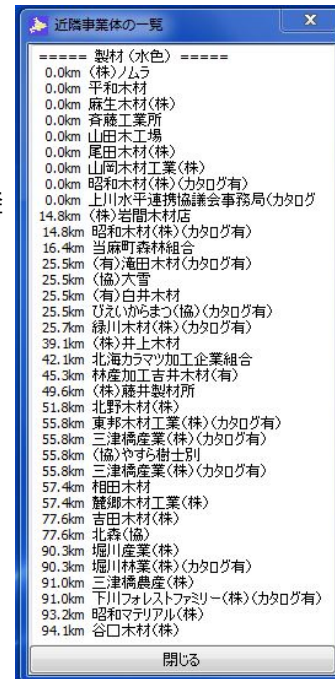 近隣事業体の一覧
X
===== 製材（水色） =====
0.0km (株)ノムラ
0.0km 平和木材
0.0km 麻生木材(株)
0.0km 斉藤工業所
0.0km 山田木工場
0.0km 尾田木材(株)
0.0km 山岡木材工業(株)
0.0km 昭和木材(株)(カタログ有)
0.0km 上川水平連携協議会事務局(カタログ
14.8km (株)岩間木材店
14.8km 昭和木材(株)(カタログ有)
16.4km 当麻町森林組合
25.5km (有)滝田木材(カタログ有)
25.5km (協)大雪
25.5km (有)白井木材
25.5km びえいからまつ(協)(カタログ有)
25.7km 緑川木材(株)(カタログ有)
39.1km (株)井上木材
42.1km 北海カラマツ加工企業組合
45.3km 林産加工吉井木材(有)
49.6km (株)藤井製材所
51.8km 北野木材(株)
55.8km 東邦木材工業(株)(カタログ有)
55.8km 三津橋産業(株)(カタログ有)
55.8km (協)やすら樹士別
55.8km 三津橋産業(株)(カタログ有)
57.4km 相田木材
57.4km 麓郷木材工業(株)
77.6km 吉田木材(株)
77.6km 北森(協)
90.3km 堀川産業(株)
90.3km 堀川林業(株)(カタログ有)
91.0km 三津橋農産(株)
91.0km 下川フォレストファミリー(株)(カタログ有)
93.2km 昭和マテリアル(株)
94.1km 谷口木材(株)
閉じる